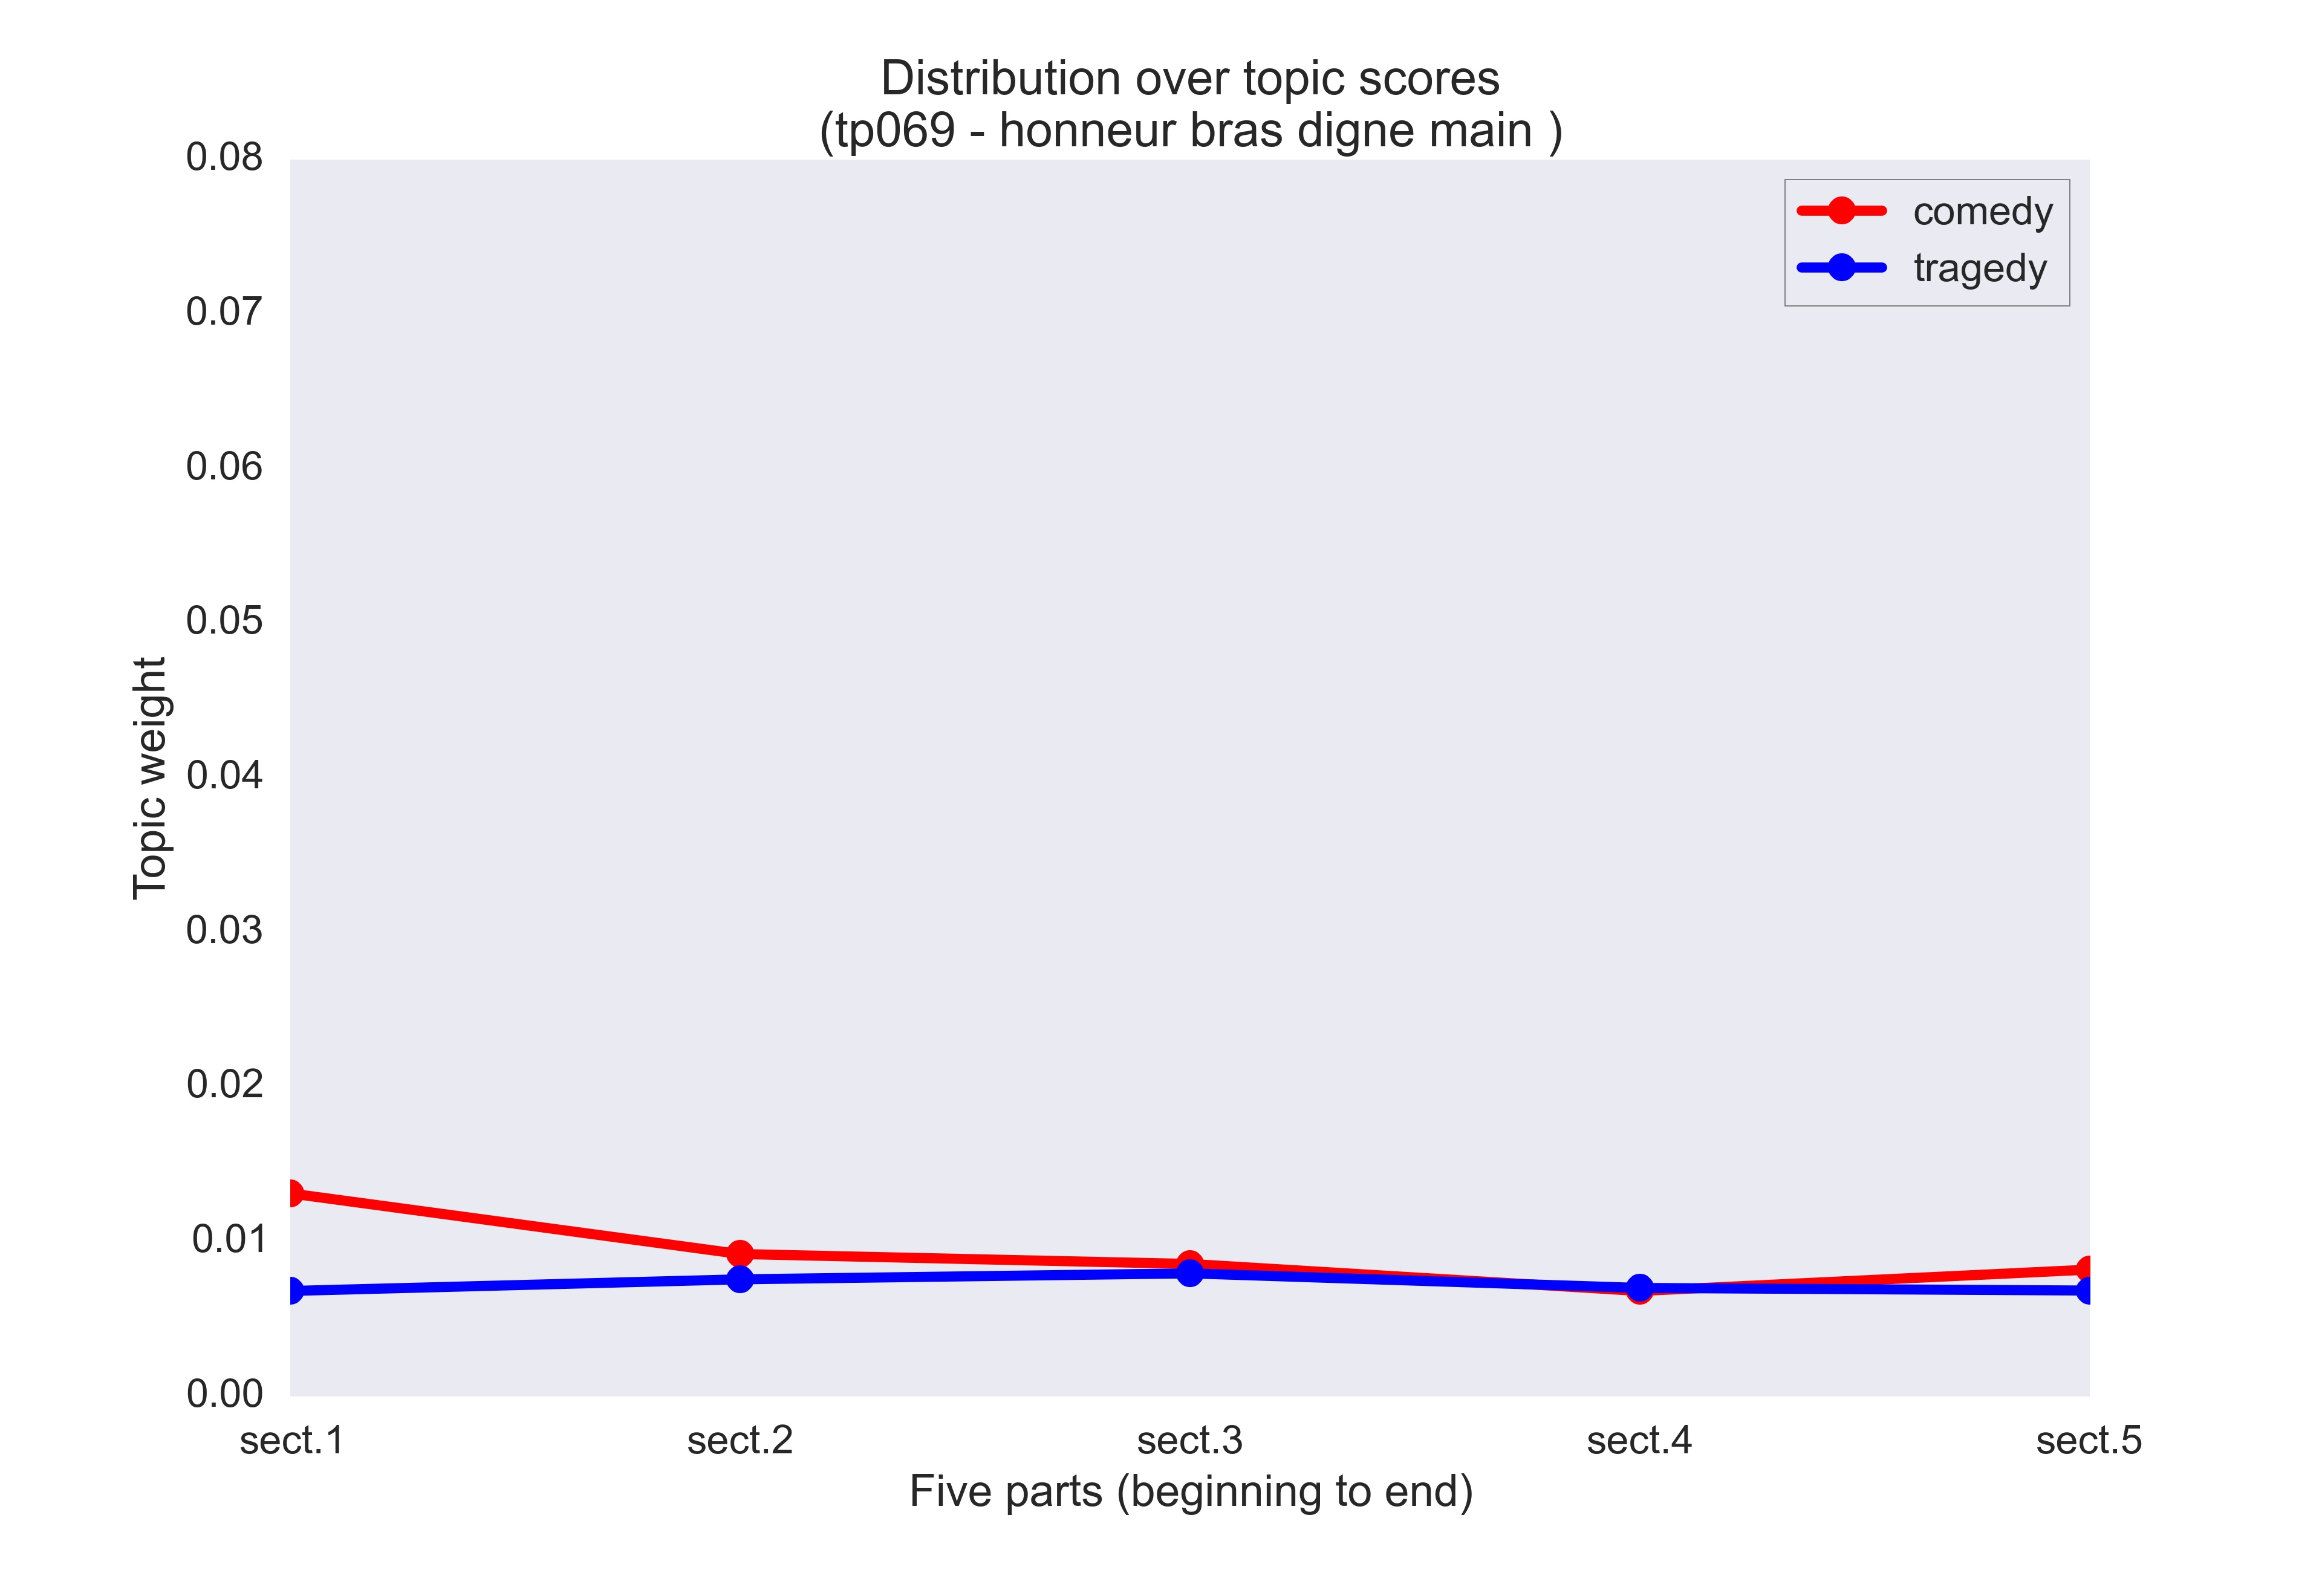 Distribution over topic scores
(tp069 - honneur bras digne main )
comedy
tragedy
Topic weight
0.08
0.07
0.06
0.05
0.04
0.03
0.02
0.01
0.00
sect.1 sect.2 sect.3 sect.4 sect.5
Five parts (beginning to end)